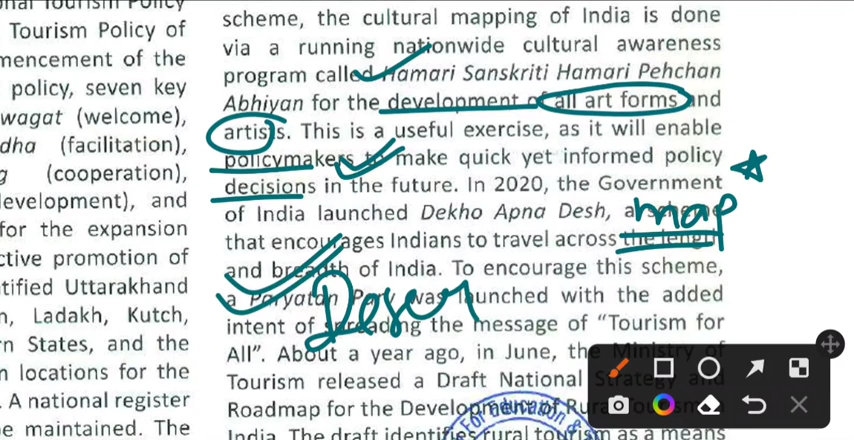 Tourism Policy of
mencement of the
policy, seven key
wagat (welcome),
dha (facilitation),
g (cooperation),
evelopment), and
for the expansion
ctive promotion of
tified Uttarakhand
n, Ladakh, Kutch,
rn States, and the
n locations for the
. A national register
e maintained. The
scheme, the cultural mapping of India is done
via a running nationwide cultural awareness
program called Hamari Sanskriti Hamari Pehchan
Abhiyan for the development of all art forms and
artists. This is a useful exercise, as it will enable
policymakers to make quick yet informed policy
decisions in the future. In 2020, the Government
of India launched Dekho Apna Desh, a scheme
map
that encourages Indians to travel across the length
and breadth of India. To encourage this scheme,
a Paryatan was launched with the added
intent of spreading the message of “Tourism for
All”. About a year ago, in June, the Ministry of
Tourism released a Draft National Strategy and
Roadmap for the Development of Rural Tourism
India. The draft identifies rural tourism as a means
For Education &